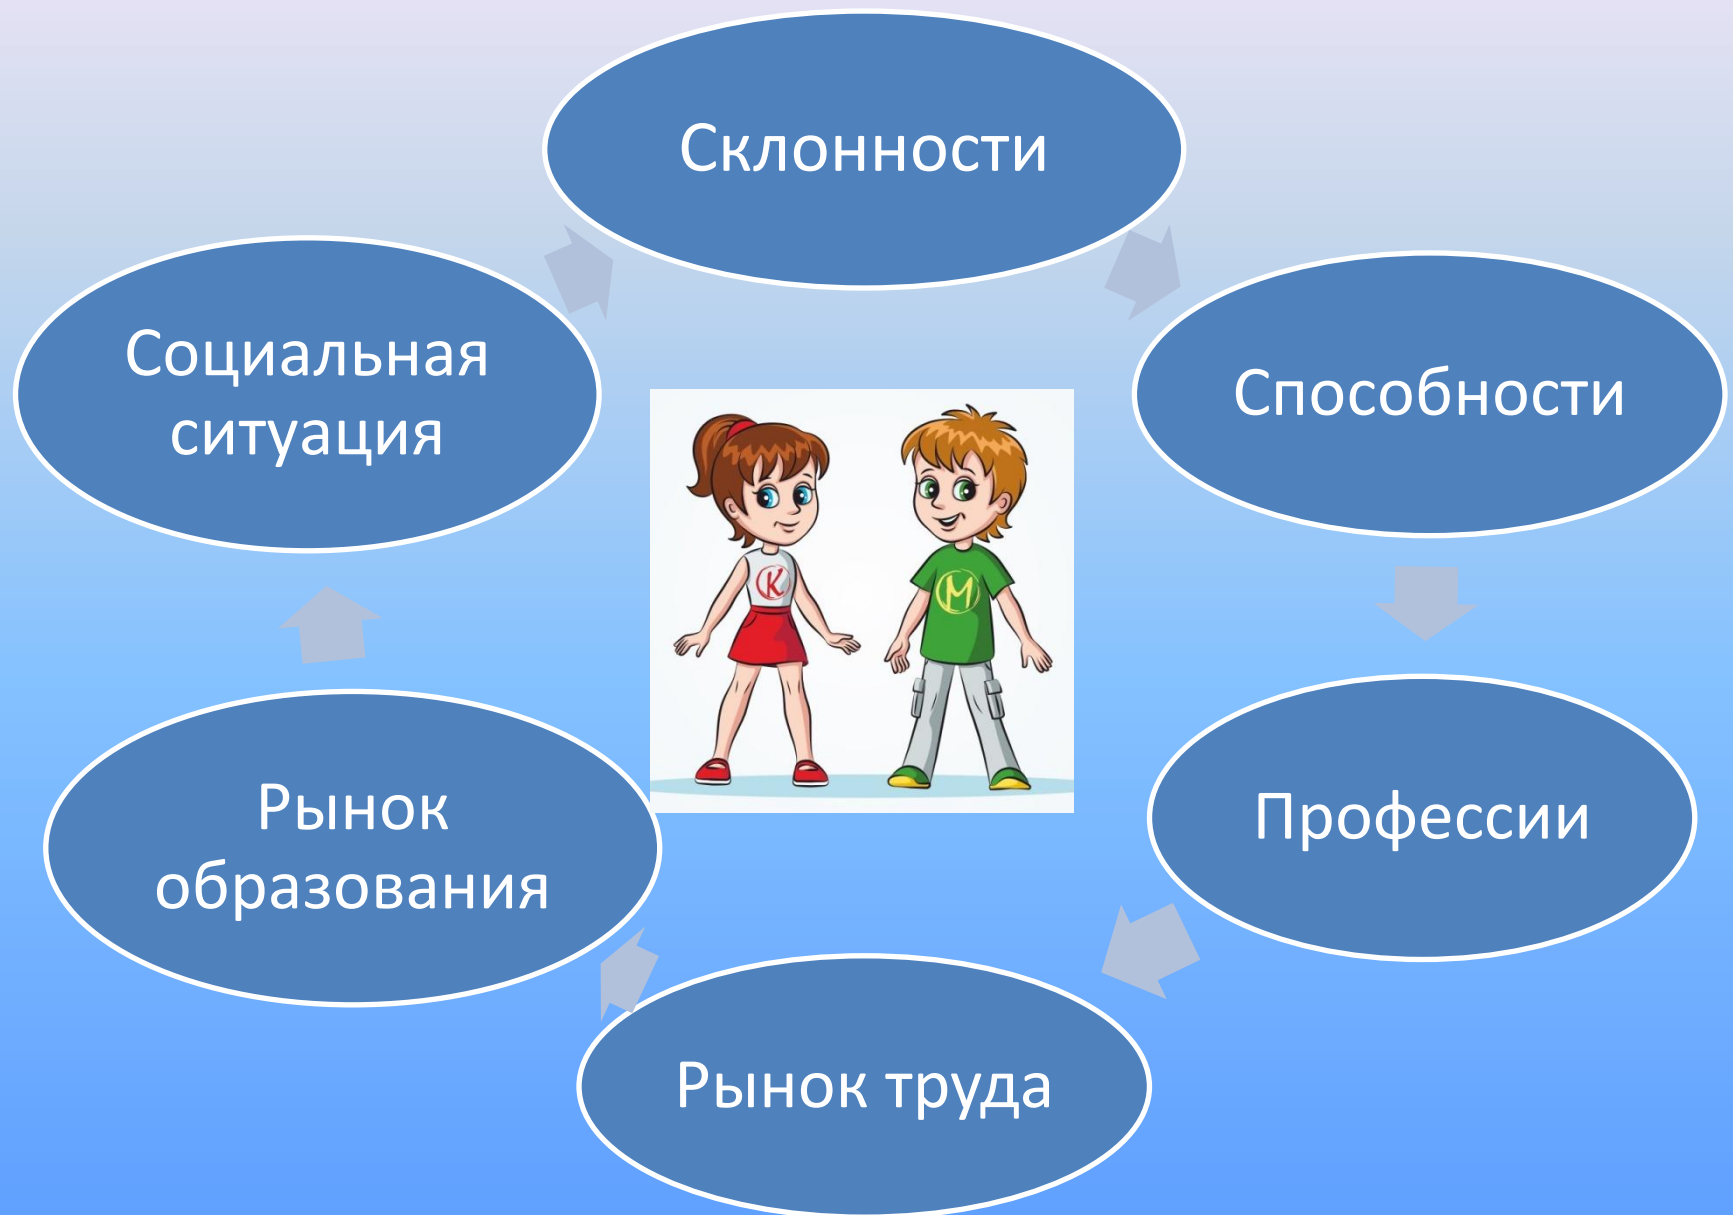 Склонности
Способности
Профессии
Рынок труда
Рынок
образования
Социальная
ситуация
К
М